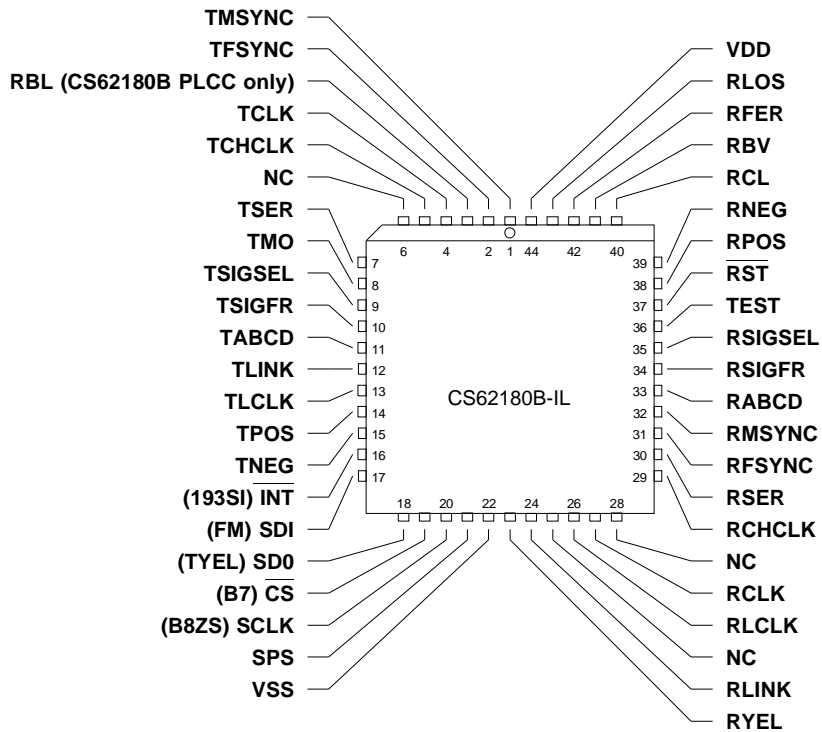 TMSYNC
TFSYNC
RBL (CS62180B PLCC only)
TCLK
TCHCLK
NC
TSER
TMO
TSIGSEL
TSIGFR
TABCD
TLINK
TLCLK
TPOS
TNEG
(193SI) INT
(FM) SDI
(TYEL) SD0
(B7) CS
(B8ZS) SCLK
SPS
VSS
6 4 2 1 44 42 40
7
8
9
10
11
12
13
14
15
16
17
CS62180B-IL
39
38
37
36
35
34
33
32
31
30
29
18 20 22 24 26 28
VDD
RLOS
RFER
RBV
RCL
RNEG
RPOS
RST
TEST
RSIGSEL
RSIGFR
RABCD
RMSYNC
RFSYNC
RSER
RCHCLK
NC
RCLK
RLCLK
NC
RLINK
RYEL